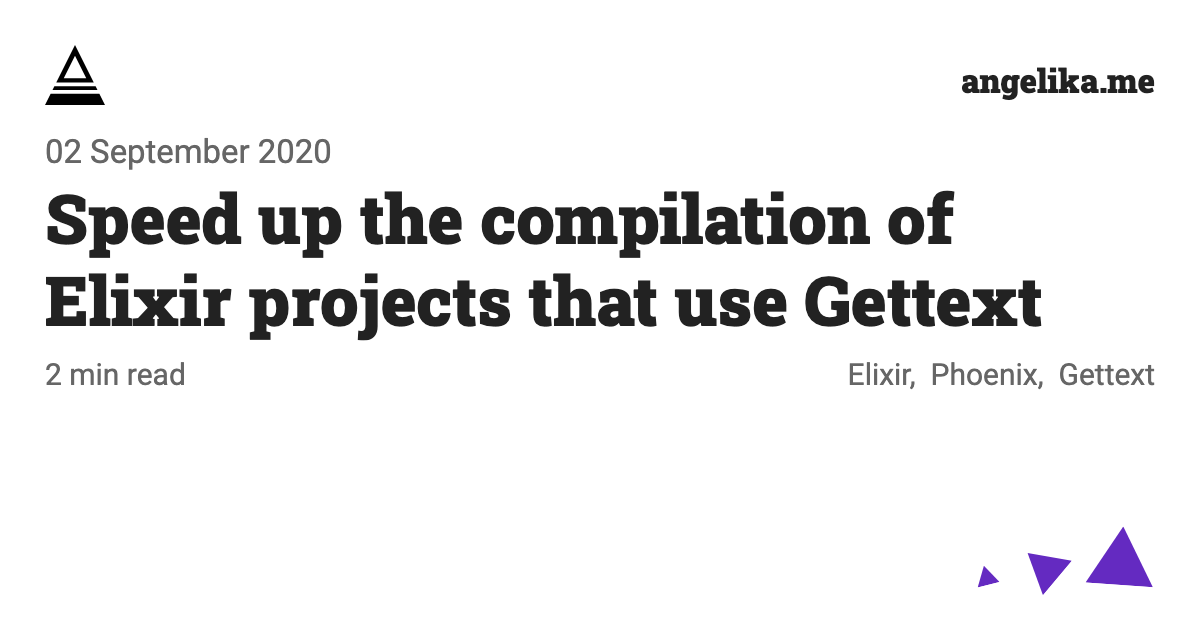 angelika.me
02 September 2020
Speed up the compilation of
Elixir projects that use Gettext
2 min read
Elixir, Phoenix, Gettext